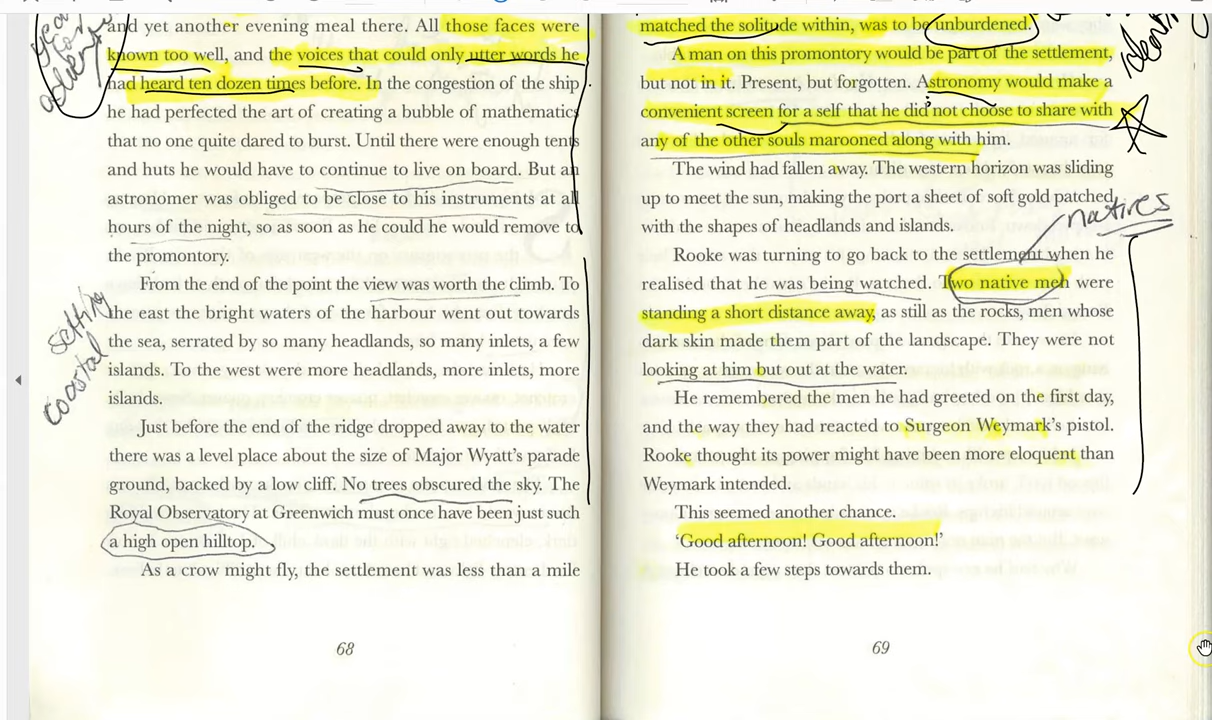 and yet another evening meal there. All those faces were
known too well, and the voices that could only utter words he
had heard ten dozen times before. In the congestion of the ship
he had perfected the art of creating a bubble of mathematics
that no one quite dared to burst. Until there were enough tents
and huts he would have to continue to live on board. But an
astronomer was obliged to be close to his instruments at all
hours of the night, so as soon as he could he would remove to
the promontory.
From the end of the point the view was worth the climb. To
the east the bright waters of the harbour went out towards
the sea, serrated by so many headlands, so many inlets, a few
islands. To the west were more headlands, more inlets, more
islands.
Just before the end of the ridge dropped away to the water
there was a level place about the size of Major Wyatt's parade
ground, backed by a low cliff. No trees obscured the sky. The
Royal Observatory at Greenwich must once have been just such
a high open hilltop.
As a crow might fly, the settlement was less than a mile
68
setting
coastal
matched the solitude within, was to be unburdened.
A man on this promontory would be part of the settlement,
but not in it. Present, but forgotten. Astronomy would make a
convenient screen for a self that he did not choose to share with
any of the other souls marooned along with him.
The wind had fallen away. The western horizon was sliding
up to meet the sun, making the port a sheet of soft gold patched
with the shapes of headlands and islands.
Rooke was turning to go back to the settlement when he
realised that he was being watched. Two native men were
standing a short distance away, as still as the rocks, men whose
dark skin made them part of the landscape. They were not
looking at him but out at the water.
He remembered the men he had greeted on the first day,
and the way they had reacted to Surgeon Weymark's pistol.
Rooke thought its power might have been more eloquent than
Weymark intended.
This seemed another chance.
'Good afternoon! Good afternoon!'
He took a few steps towards them.
69
identity
natives